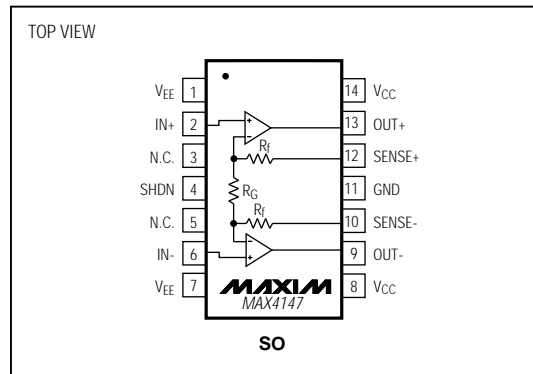 TOP VIEW
VEE 1
14 VCC
IN+ 2
13 OUT+
N.C. 3
Rf
12 SENSE+
SHDN 4
RG
11 GND
N.C. 5
Rf
10 SENSE-
IN- 6
9 OUT-
VEE 7
8 VCC
+
-
-
+
MAXIM
MAX4147
SO